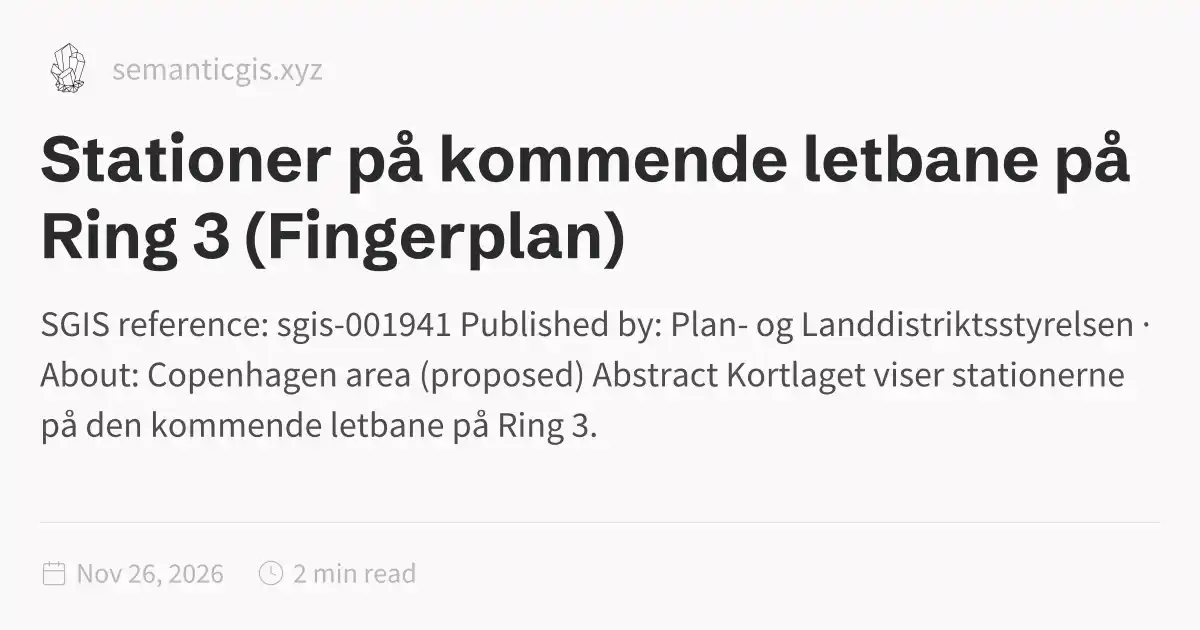 semanticgis.xyz
Stationer på kommende letbane på
Ring 3 (Fingerplan)
SGIS reference: sgis-001941 Published by: Plan- og Landdistriktsstyrelsen ·
About: Copenhagen area (proposed) Abstract Kortlaget viser stationerne
på den kommende letbane på Ring 3.
Nov 26, 2026 2 min read